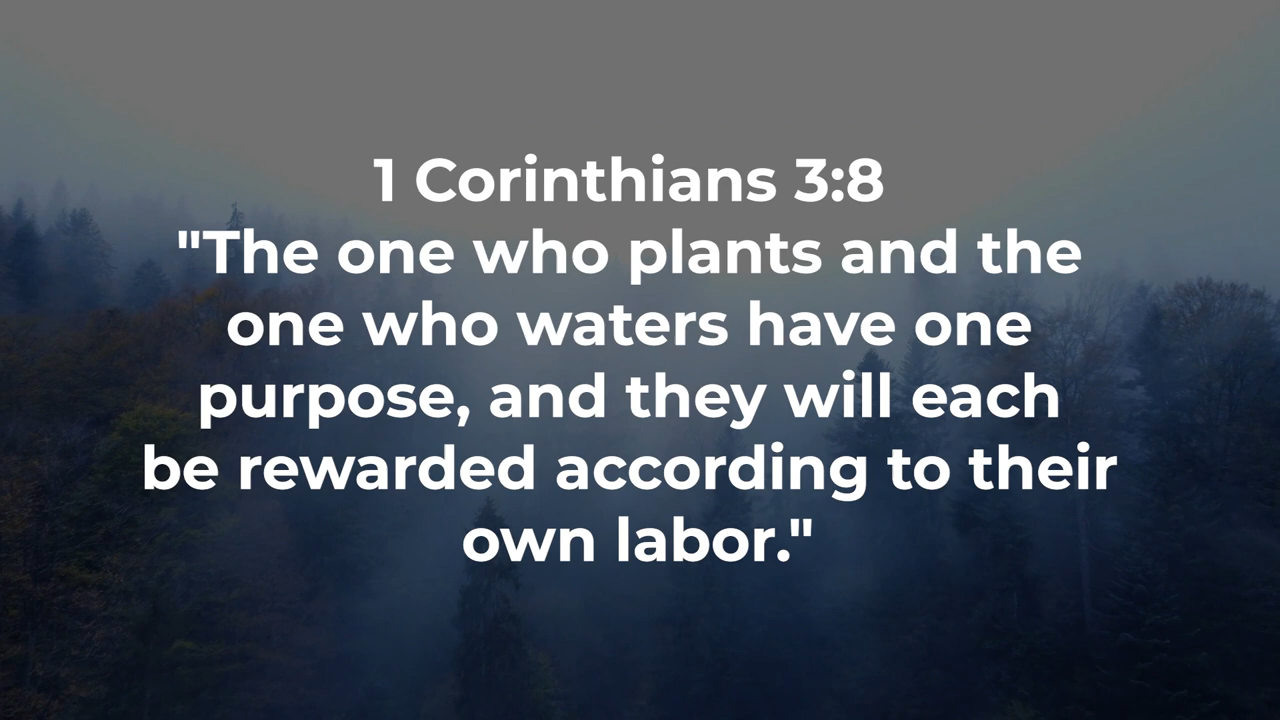 1 Corinthians 3:8
"The one who plants and the
one who waters have one
purpose, and they will each
be rewarded according to their
own labor."